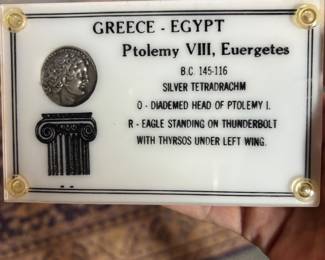 GREECE - EGYPT
Ptolemy VIII, Euergetes
B.C. 145-116
SILVER TETRADRACHM
O - DIADEMED HEAD OF PTOLEMY I.
R - EAGLE STANDING ON THUNDERBOLT
WITH THYRSOS UNDER LEFT WING.